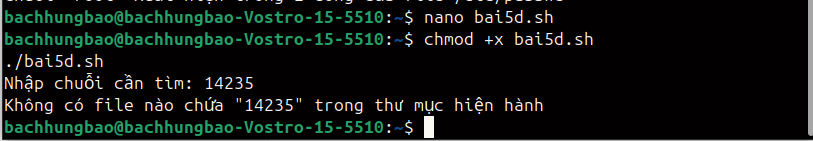 bachhungbao@bachhungbao-Vostro-15-5510:~$ nano bai5d.sh
bachhungbao@bachhungbao-Vostro-15-5510:~$ chmod +x bai5d.sh
./bai5d.sh
Nhập chuỗi cần tìm: 14235
Không có file nào chứa "14235" trong thư mục hiện hành
bachhungbao@bachhungbao-Vostro-15-5510:~$